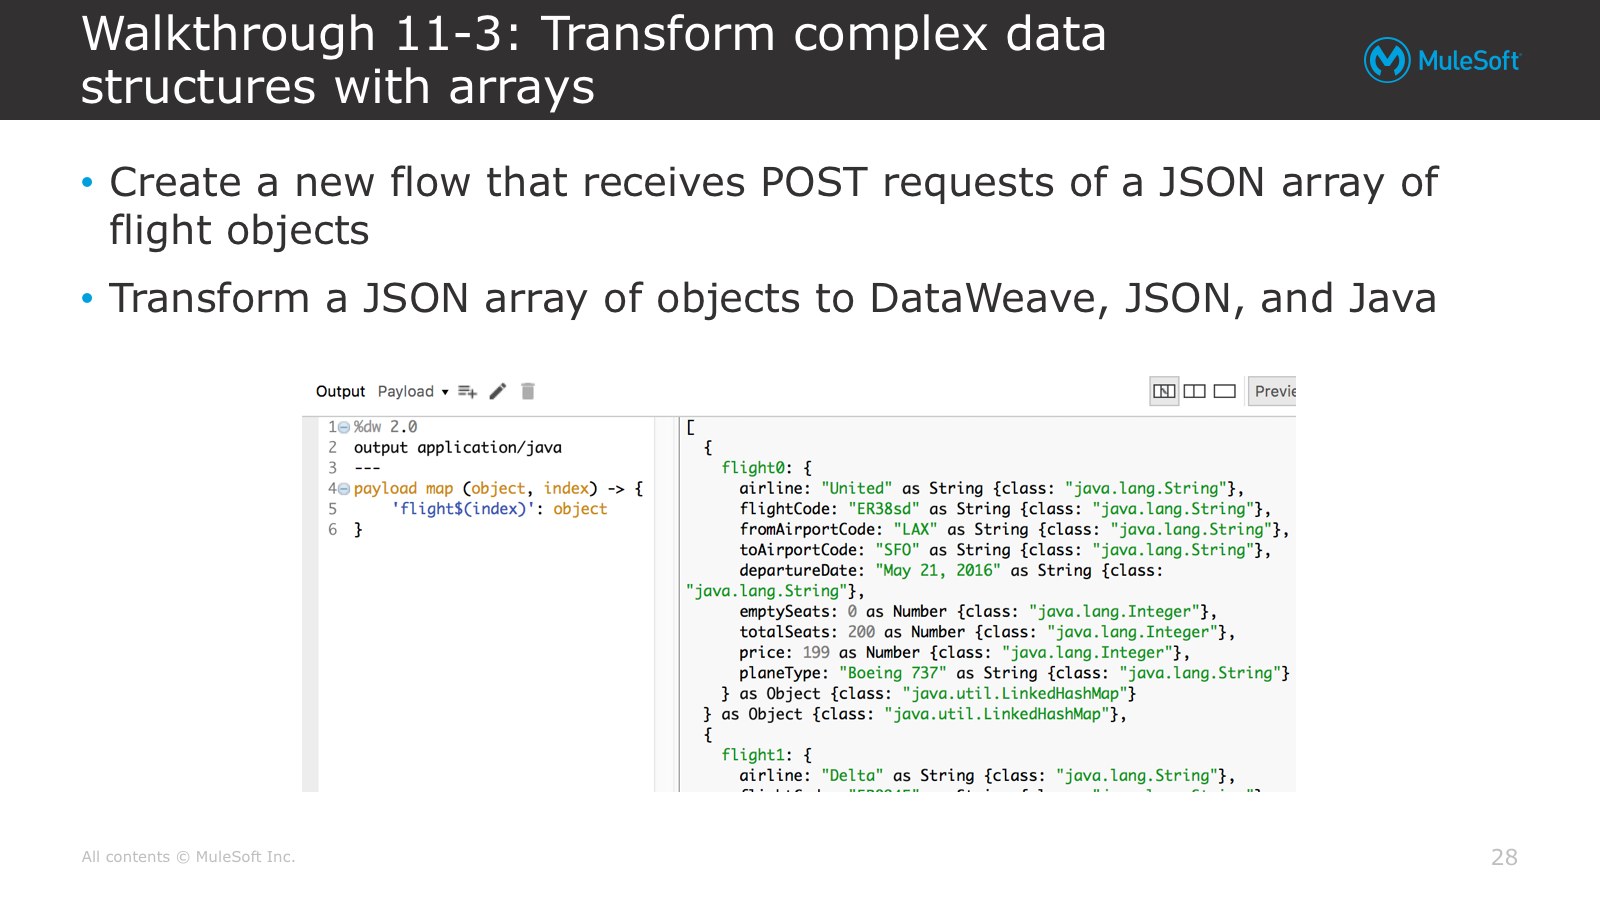 Walkthrough 11-3: Transform complex data
structures with arrays
MuleSoft
• Create a new flow that receives POST requests of a JSON array of
flight objects
• Transform a JSON array of objects to DataWeave, JSON, and Java
Output Payload
Previe
1 %dw 2.0
2 output application/java
3 ---
4 payload map (object, index) -> {
5 'flight$(index)': object
6 }
[
{
flight0: {
airline: "United" as String {class: "java.lang.String"},
flightCode: "ER38sd" as String {class: "java.lang.String"},
fromAirportCode: "LAX" as String {class: "java.lang.String"},
toAirportCode: "SFO" as String {class: "java.lang.String"},
departureDate: "May 21, 2016" as String {class:
"java.lang.String"},
emptySeats: 0 as Number {class: "java.lang.Integer"},
totalSeats: 200 as Number {class: "java.lang.Integer"},
price: 199 as Number {class: "java.lang.Integer"},
planeType: "Boeing 737" as String {class: "java.lang.String"}
} as Object {class: "java.util.LinkedHashMap"}
} as Object {class: "java.util.LinkedHashMap"},
{
flight1: {
airline: "Delta" as String {class: "java.lang.String"},
All contents © MuleSoft Inc.
28